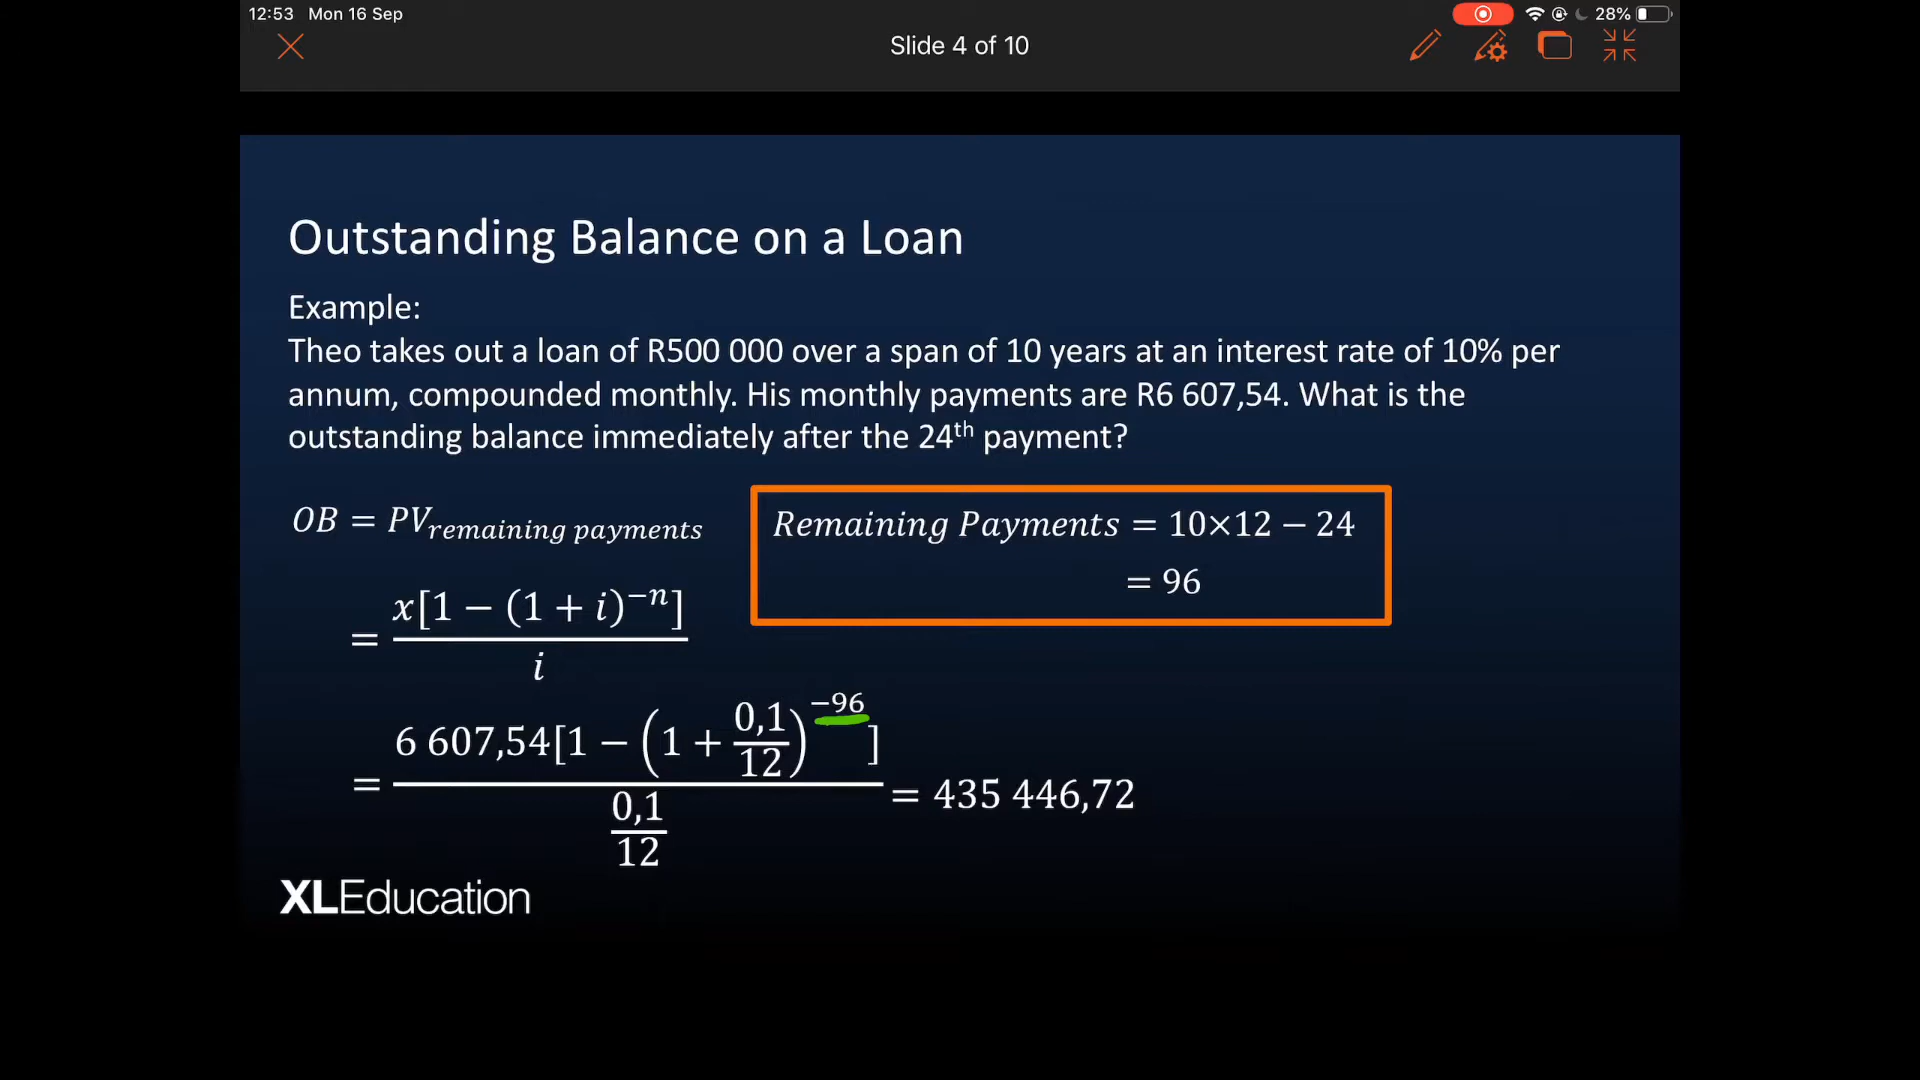 12:53 Mon 16 Sep
28%
Slide 4 of 10
Outstanding Balance on a Loan
Example:
Theo takes out a loan of R500 000 over a span of 10 years at an interest rate of 10% per
annum, compounded monthly. His monthly payments are R6 607,54. What is the
outstanding balance immediately after the 24th payment?
OB = PV remaining payments
Remaining Payments = 10×12 − 24
= 96
= x[1 − (1 + i)^−n] / i
= 6 607,54[1 − (1 + 0,1/12)^−96] / (0,1/12) = 435 446,72
XLEducation